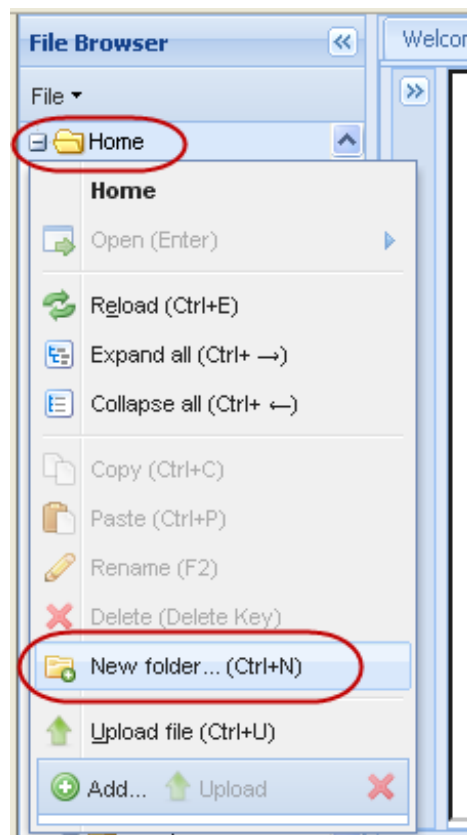 File Browser
Welcor
File
Home
Home
Open (Enter)
Reload (Ctrl+E)
Expand all (Ctrl+ →)
Collapse all (Ctrl+ ←)
Copy (Ctrl+C)
Paste (Ctrl+P)
Rename (F2)
Delete (Delete Key)
New folder... (Ctrl+N)
Upload file (Ctrl+U)
Add... Upload